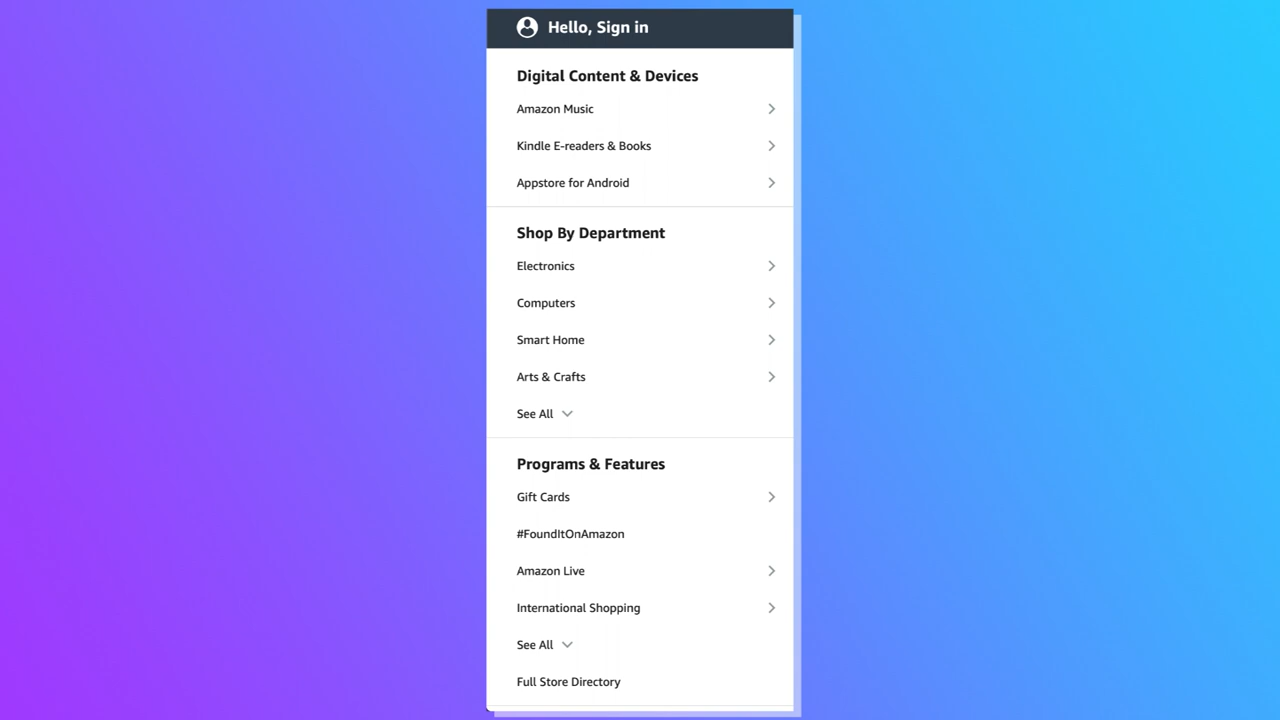 Hello, Sign in
Digital Content & Devices
Amazon Music
Kindle E-readers & Books
Appstore for Android
Shop By Department
Electronics
Computers
Smart Home
Arts & Crafts
See All
Programs & Features
Gift Cards
#FoundItOnAmazon
Amazon Live
International Shopping
See All
Full Store Directory